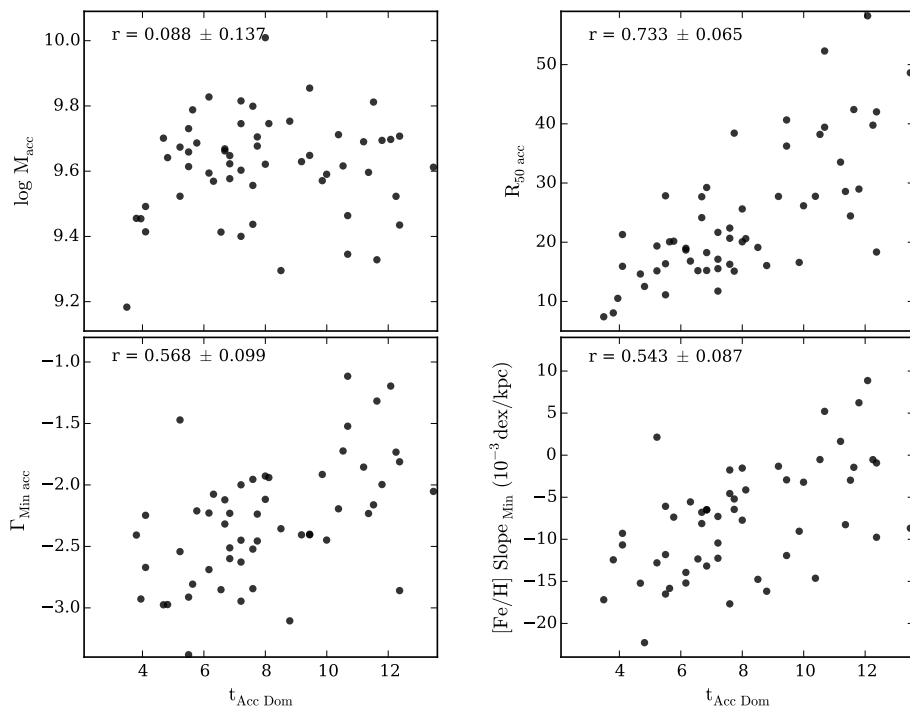 r = 0.088 ± 0.137
10.0
9.8
9.6
9.4
9.2
log M_acc
r = 0.733 ± 0.065
50
40
30
20
10
R_50 acc
r = 0.568 ± 0.099
−1.0
−1.5
−2.0
−2.5
−3.0
Γ_Min acc
4 6 8 10 12
t_Acc Dom
r = 0.543 ± 0.087
10
5
0
−5
−10
−15
−20
[Fe/H] Slope _Min (10⁻³ dex/kpc)
4 6 8 10 12
t_Acc Dom